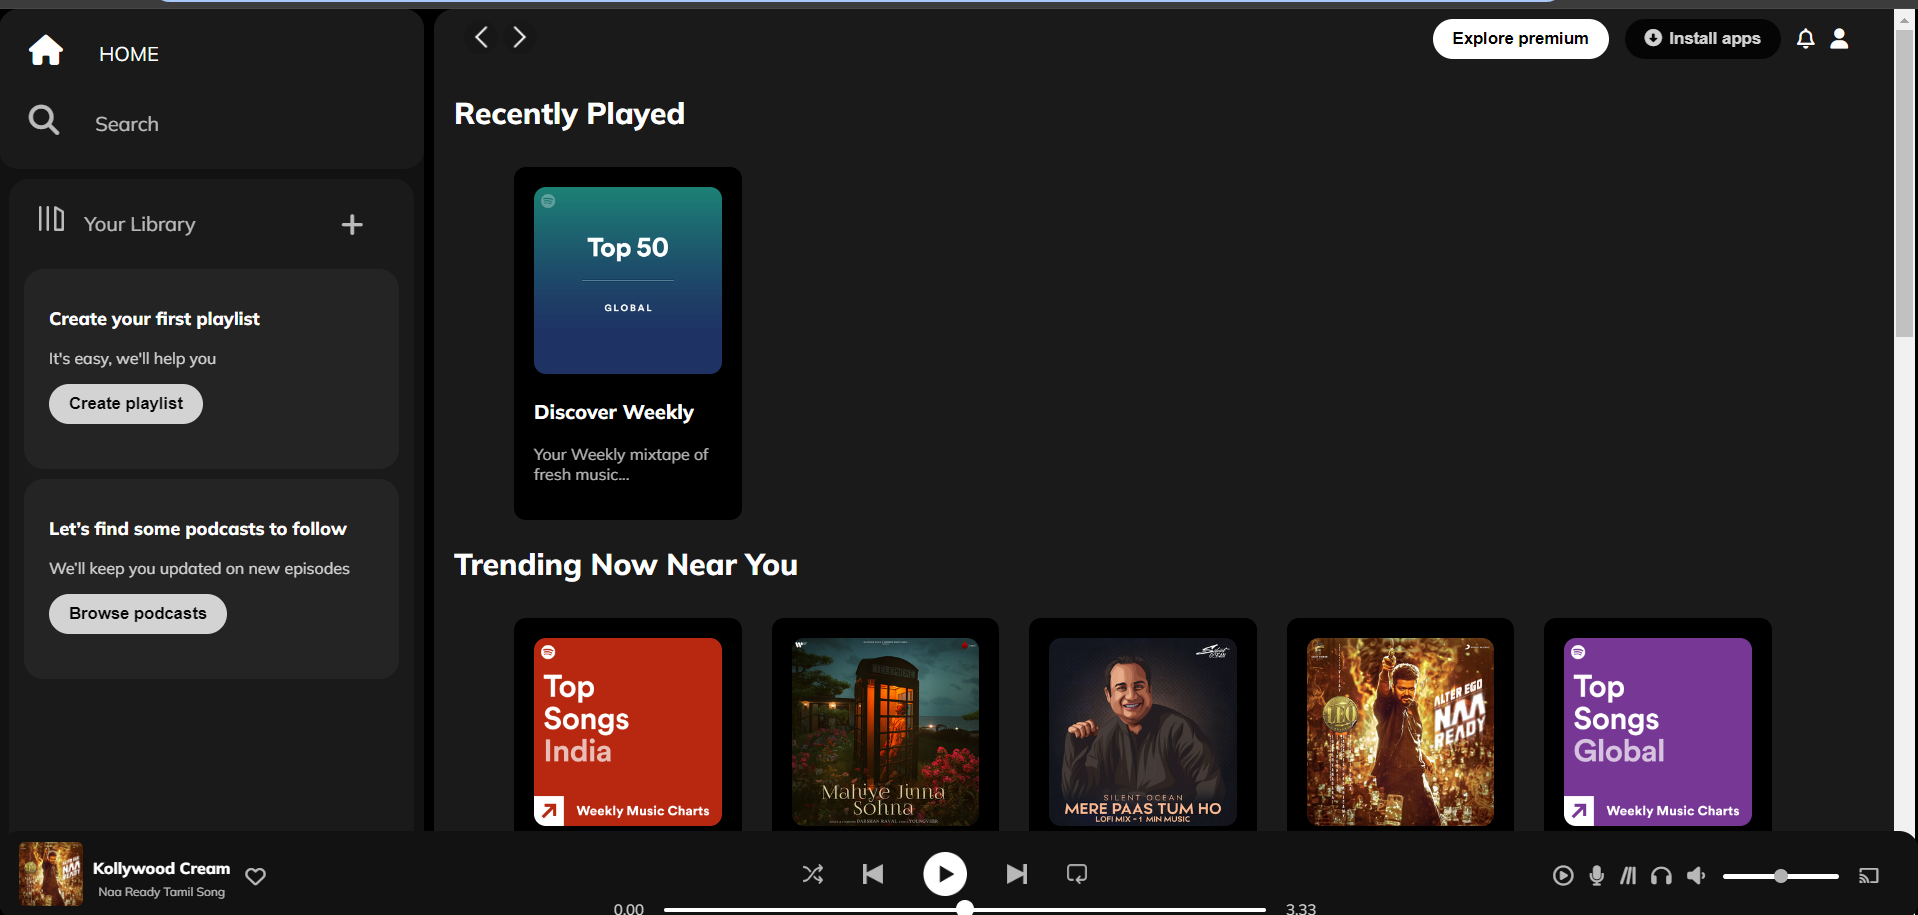 HOME
Search
Your Library
Create your first playlist
It's easy, we'll help you
Create playlist
Let's find some podcasts to follow
We'll keep you updated on new episodes
Browse podcasts
Explore premium
Install apps
Recently Played
Top 50
GLOBAL
Discover Weekly
Your Weekly mixtape of
fresh music...
Trending Now Near You
Top
Songs
India
Weekly Music Charts
Mahiye Jinna
Sohna
Silent
Ocean
SILENT OCEAN
MERE PAAS TUM HO
LOFI MIX - 1 MIN MUSIC
LEO
ALTER EGO
NAA
READY
Top
Songs
Global
Weekly Music Charts
Kollywood Cream
Naa Ready Tamil Song
0.00
3.33